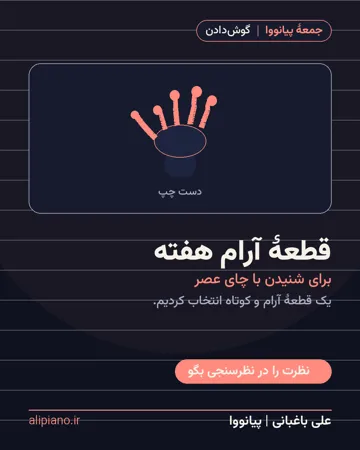 جمعهٔ پیانووا | گوش‌دادن
دست چپ
قطعهٔ آرام هفته
برای شنیدن با چای عصر
یک قطعهٔ آرام و کوتاه انتخاب کردیم.
نظرت را در نظرسنجی بگو
علی باغبانی | پیانووا
alipiano.ir